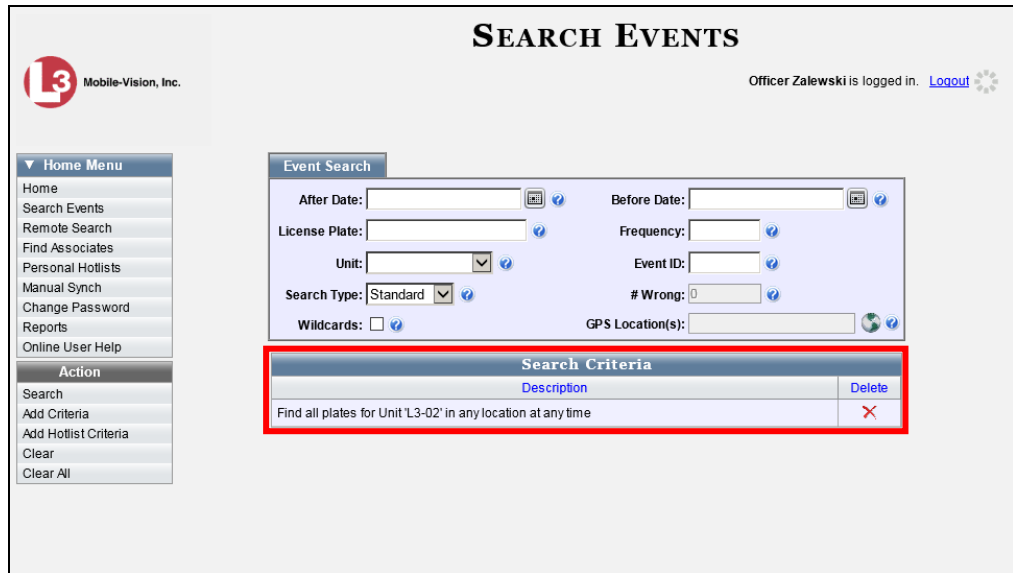 SEARCH EVENTS
L3 Mobile-Vision, Inc.
Officer Zalewski is logged in. Logout
▼ Home Menu
Home
Search Events
Remote Search
Find Associates
Personal Hotlists
Manual Synch
Change Password
Reports
Online User Help
Action
Search
Add Criteria
Add Hotlist Criteria
Clear
Clear All
Event Search
After Date: Before Date:
License Plate: Frequency:
Unit: Event ID:
Search Type: Standard # Wrong: 0
Wildcards: GPS Location(s):
Search Criteria
Description Delete
Find all plates for Unit 'L3-02' in any location at any time